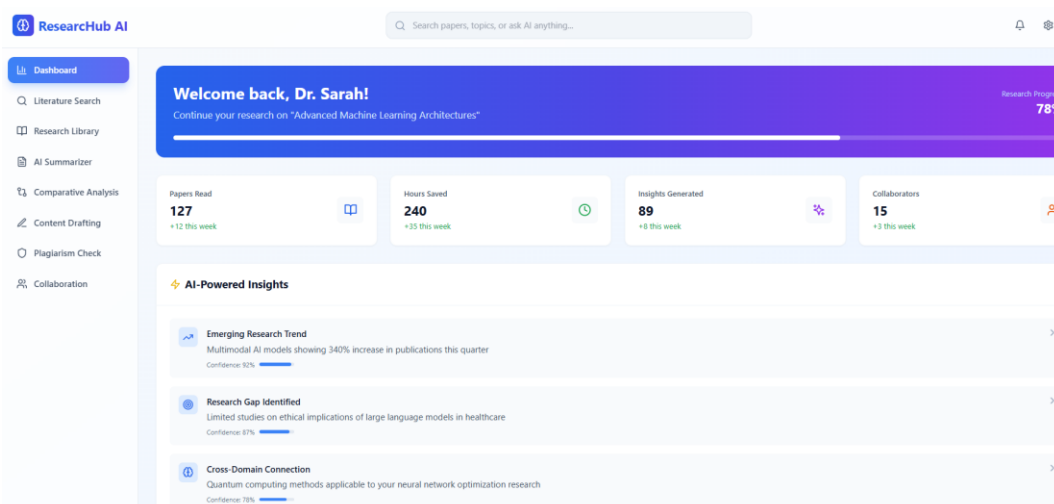 ResearcHub AI
Search papers, topics, or ask AI anything...
Dashboard
Literature Search
Research Library
AI Summarizer
Comparative Analysis
Content Drafting
Plagiarism Check
Collaboration
Welcome back, Dr. Sarah!
Continue your research on "Advanced Machine Learning Architectures"
Research Progre
78%
Papers Read
127
+12 this week
Hours Saved
240
+35 this week
Insights Generated
89
+8 this week
Collaborators
15
+3 this week
AI-Powered Insights
Emerging Research Trend
Multimodal AI models showing 340% increase in publications this quarter
Confidence: 92%
Research Gap Identified
Limited studies on ethical implications of large language models in healthcare
Confidence: 87%
Cross-Domain Connection
Quantum computing methods applicable to your neural network optimization research
Confidence: 78%